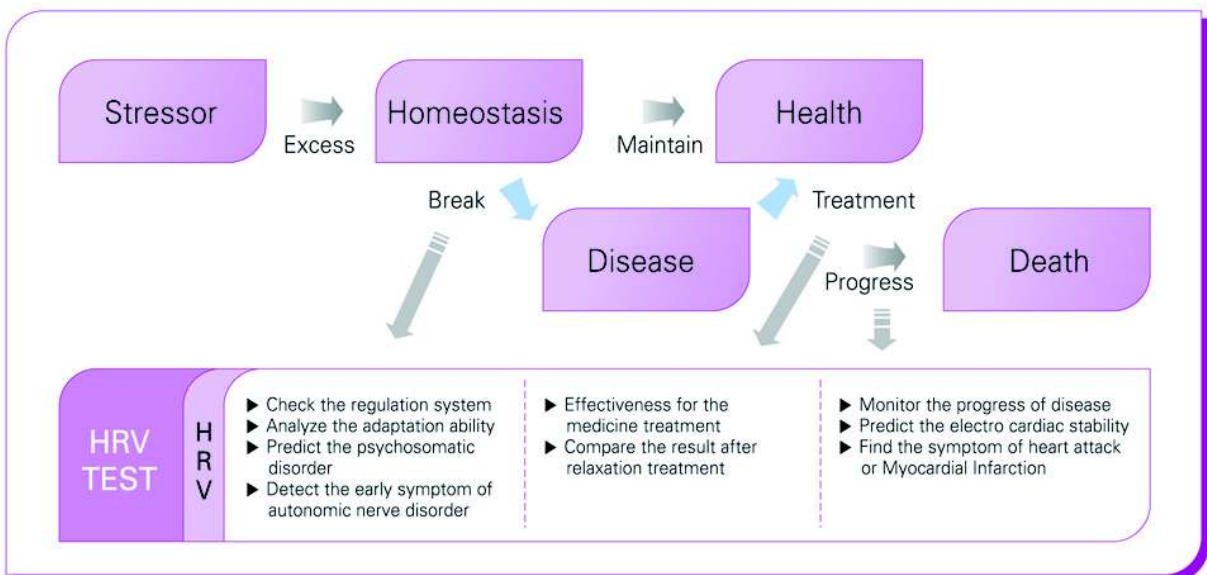 Stressor
Excess
Homeostasis
Maintain
Health
Break
Treatment
Disease
Progress
Death
HRV
TEST
H
R
V
▶ Check the regulation system
▶ Analyze the adaptation ability
▶ Predict the psychosomatic
disorder
▶ Detect the early symptom of
autonomic nerve disorder
▶ Effectiveness for the
medicine treatment
▶ Compare the result after
relaxation treatment
▶ Monitor the progress of disease
▶ Predict the electro cardiac stability
▶ Find the symptom of heart attack
or Myocardial Infarction